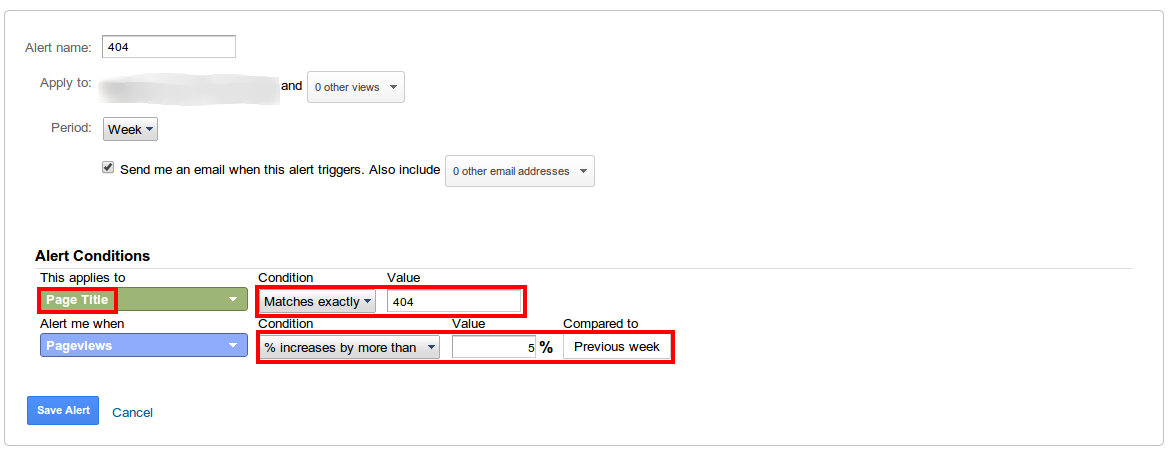 Alert name: 404
Apply to: and 0 other views
Period: Week
Send me an email when this alert triggers. Also include 0 other email addresses
Alert Conditions
This applies to Condition Value
Page Title Matches exactly 404
Alert me when Condition Value Compared to
Pageviews % increases by more than 5 % Previous week
Save Alert Cancel